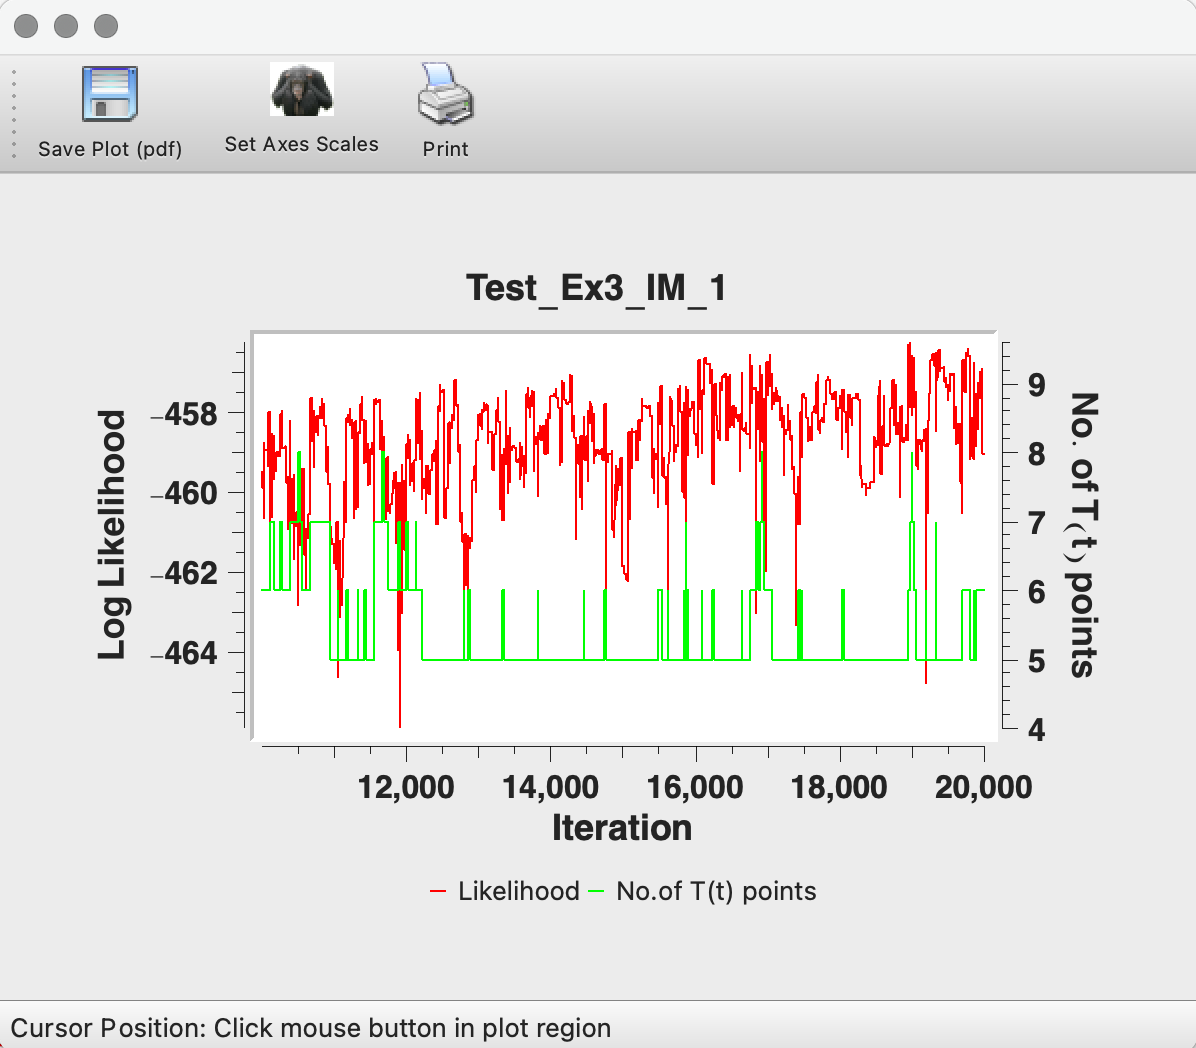 Save Plot (pdf)
Set Axes Scales
Print
Test_Ex3_IM_1
Log Likelihood
−458
−460
−462
−464
9
8
7
6
5
4
No. of T(t) points
12,000
14,000
16,000
18,000
20,000
Iteration
Likelihood
No.of T(t) points
Cursor Position: Click mouse button in plot region